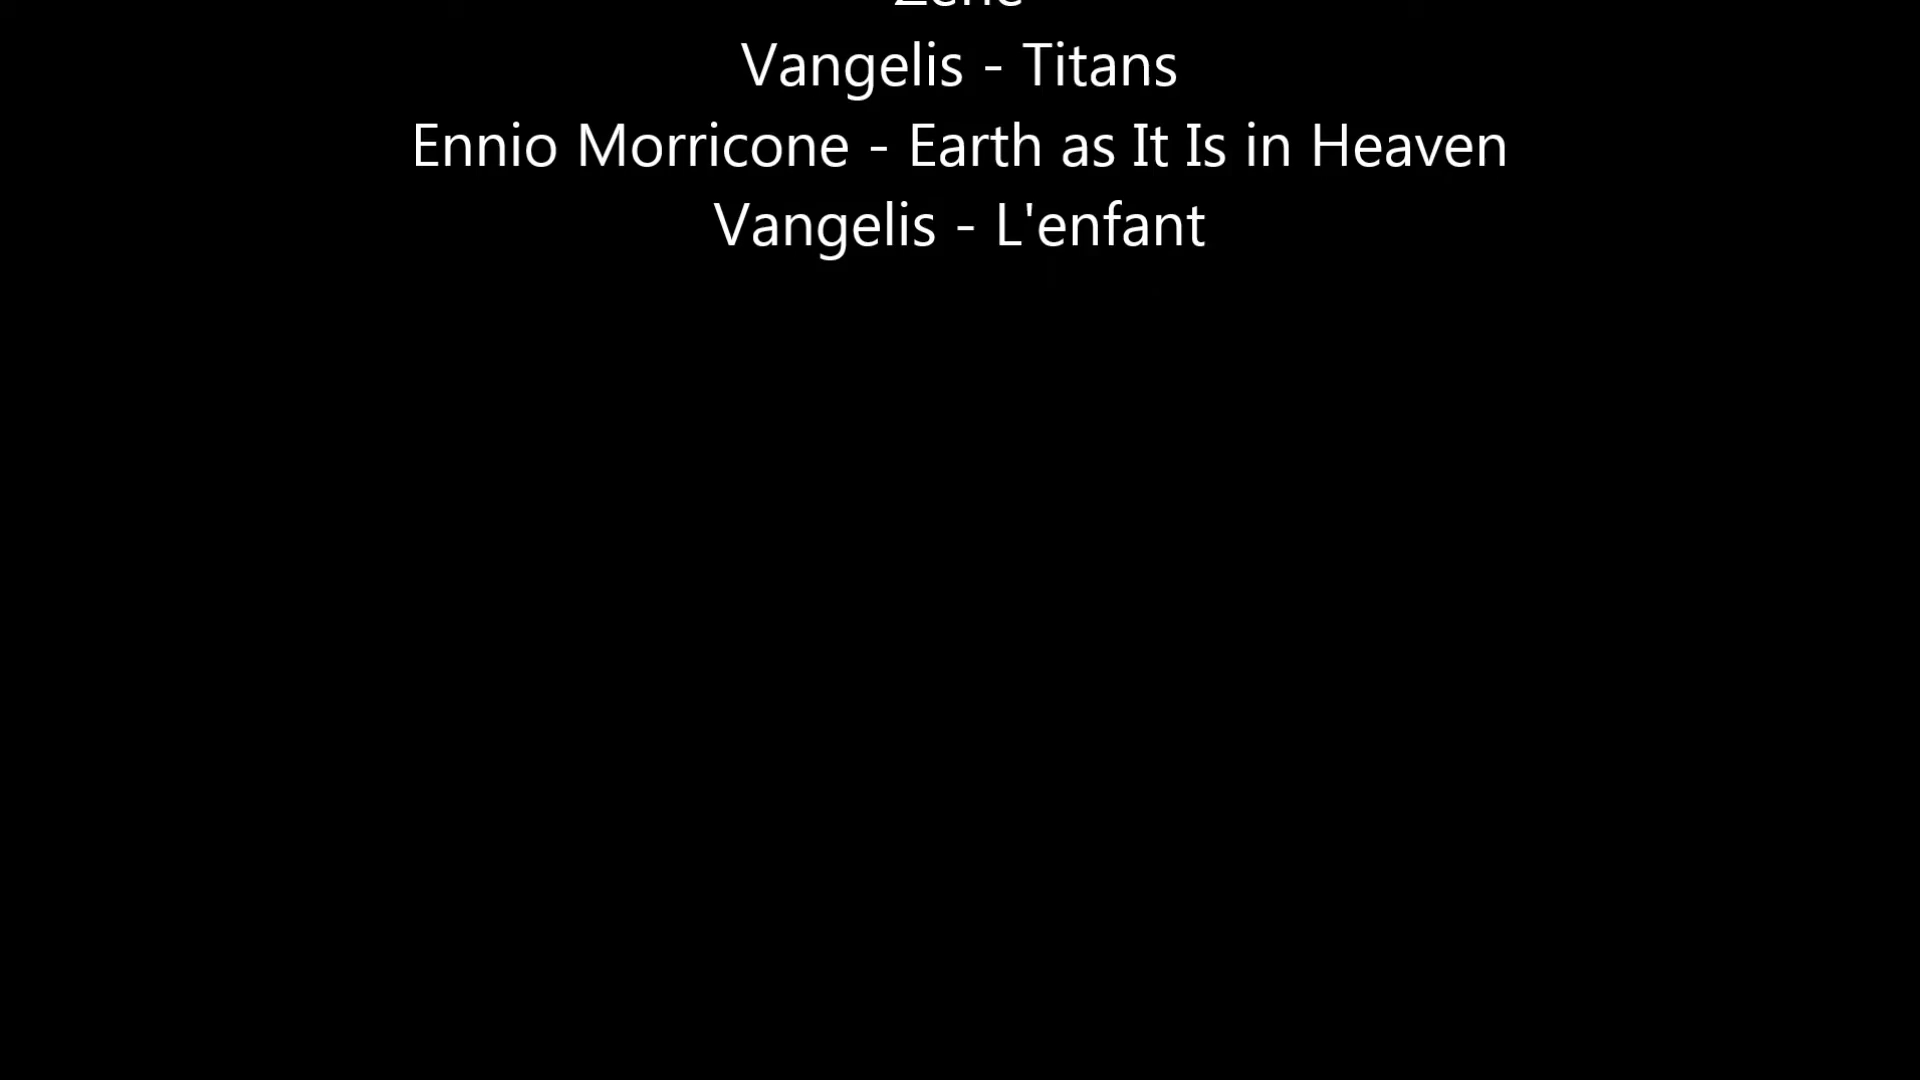 Vangelis - Titans
Ennio Morricone - Earth as It Is in Heaven
Vangelis - L'enfant